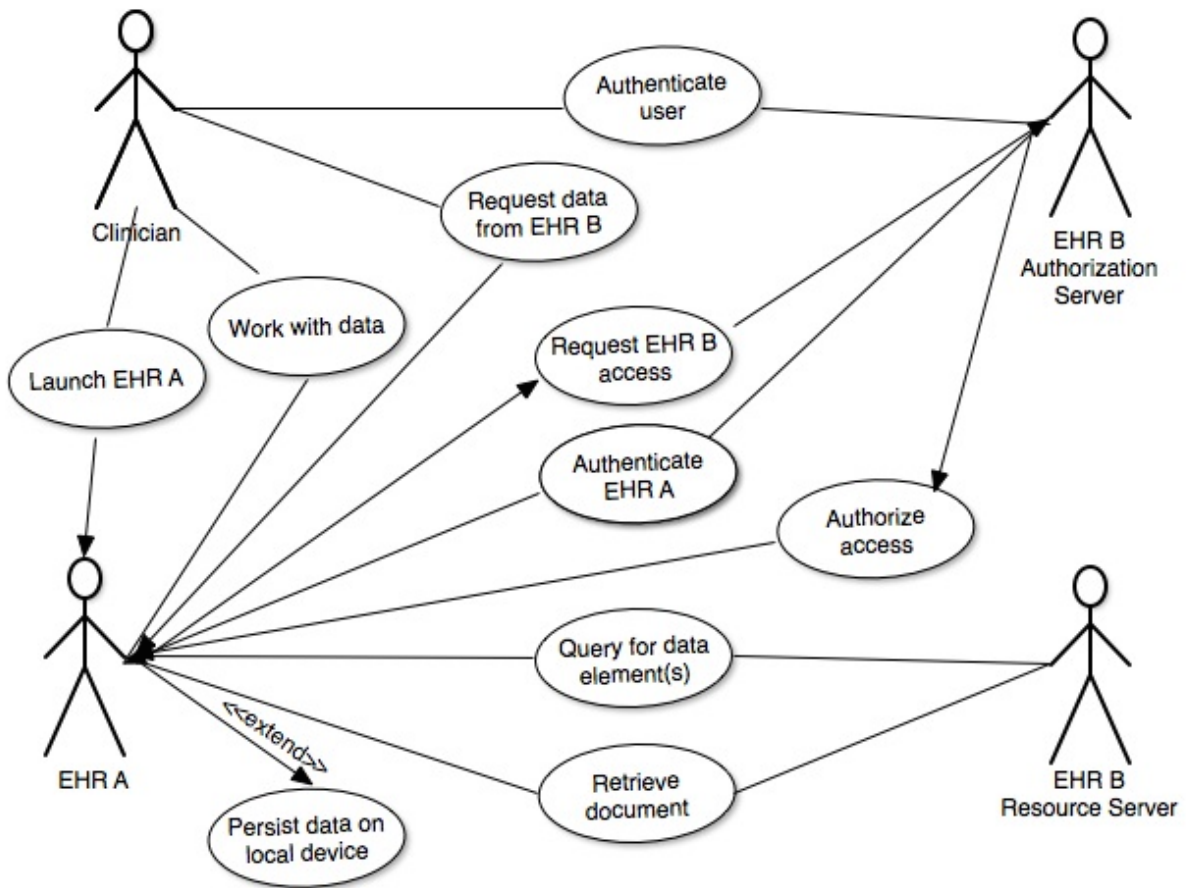 Authenticate
user
Request data
from EHR B
Clinician
EHR B
Authorization
Server
Work with data
Request EHR B
access
Launch EHR A
Authenticate
EHR A
Authorize
access
Query for data
element(s)
<<extend>>
EHR A
Retrieve
document
EHR B
Resource Server
Persist data on
local device